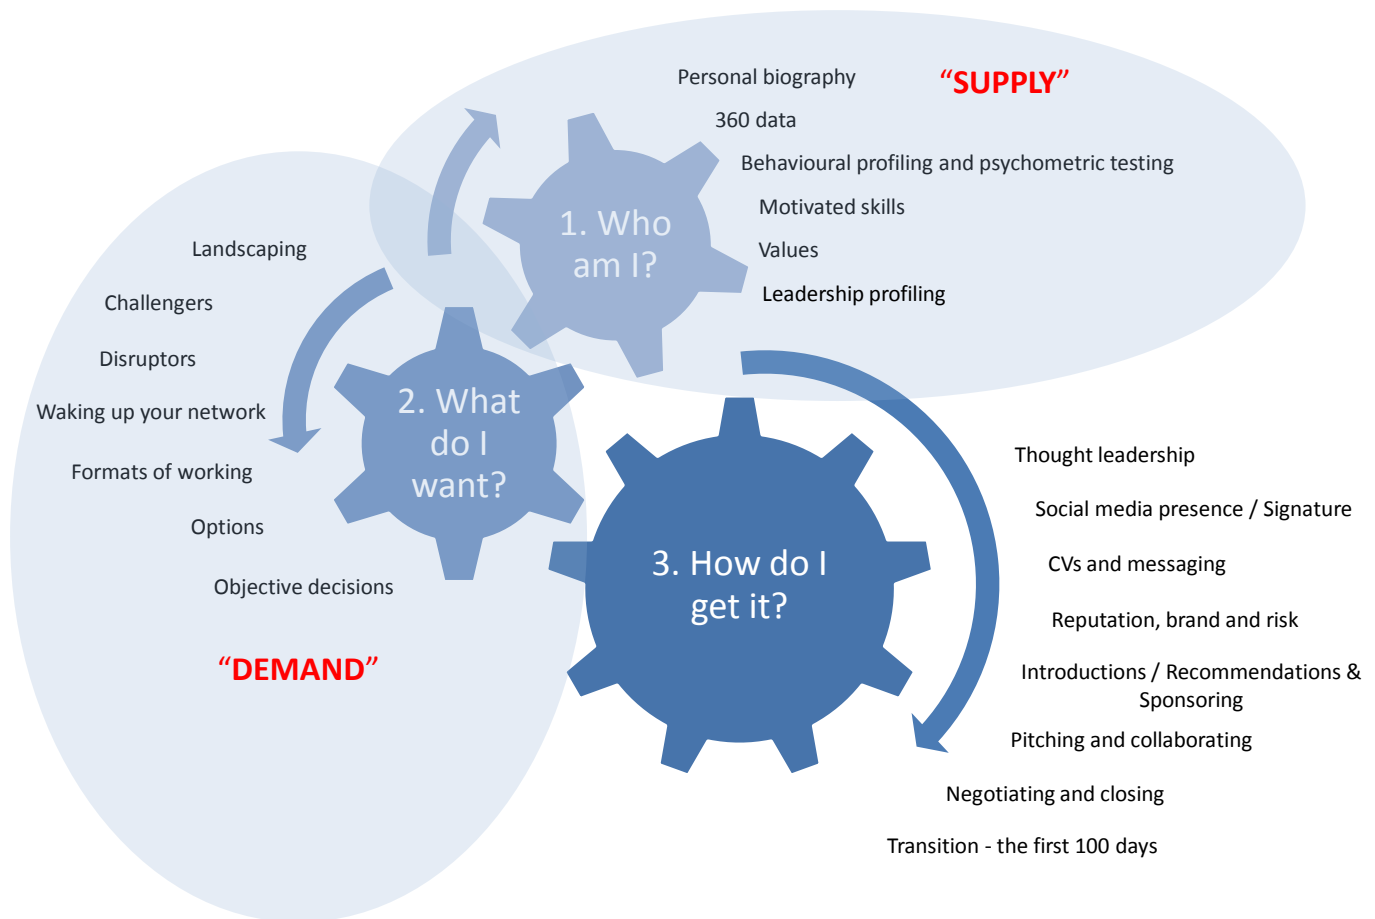 Personal biography
“SUPPLY”
360 data
Behavioural profiling and psychometric testing
Motivated skills
Values
Leadership profiling
1. Who
am I?
Landscaping
Challengers
Disruptors
Waking up your network
Formats of working
Options
Objective decisions
“DEMAND”
2. What
do I
want?
3. How do I
get it?
Thought leadership
Social media presence / Signature
CVs and messaging
Reputation, brand and risk
Introductions / Recommendations &
Sponsoring
Pitching and collaborating
Negotiating and closing
Transition - the first 100 days